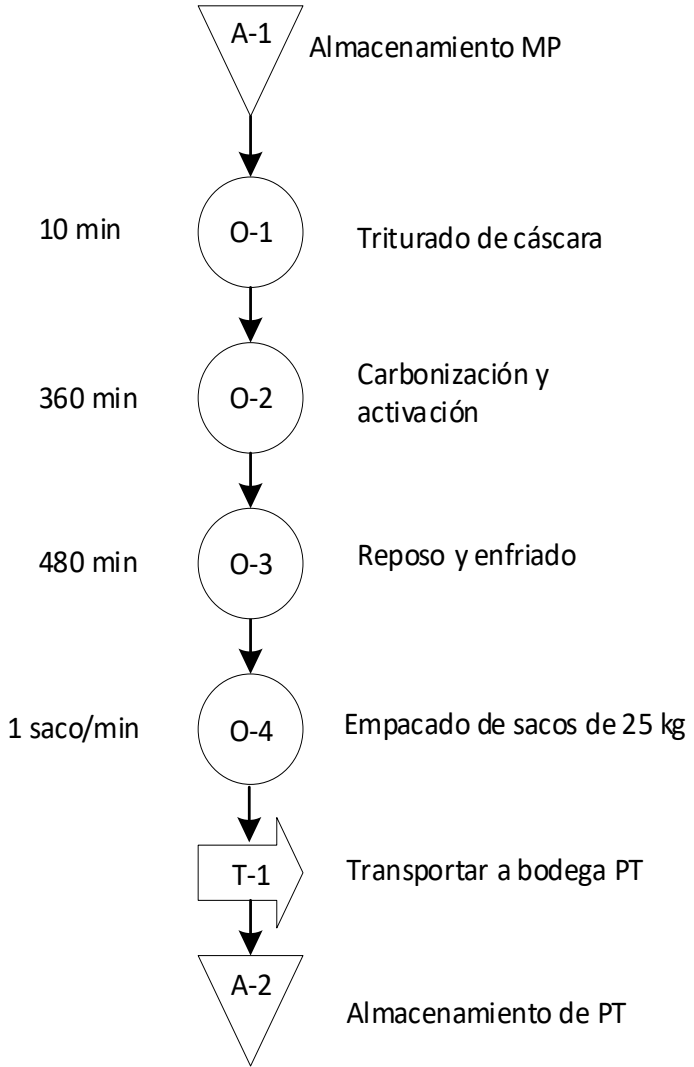 A-1
Almacenamiento MP
10 min
O-1
Triturado de cáscara
360 min
O-2
Carbonización y
activación
480 min
O-3
Reposo y enfriado
1 saco/min
O-4
Empacado de sacos de 25 kg
T-1
Transportar a bodega PT
A-2
Almacenamiento de PT